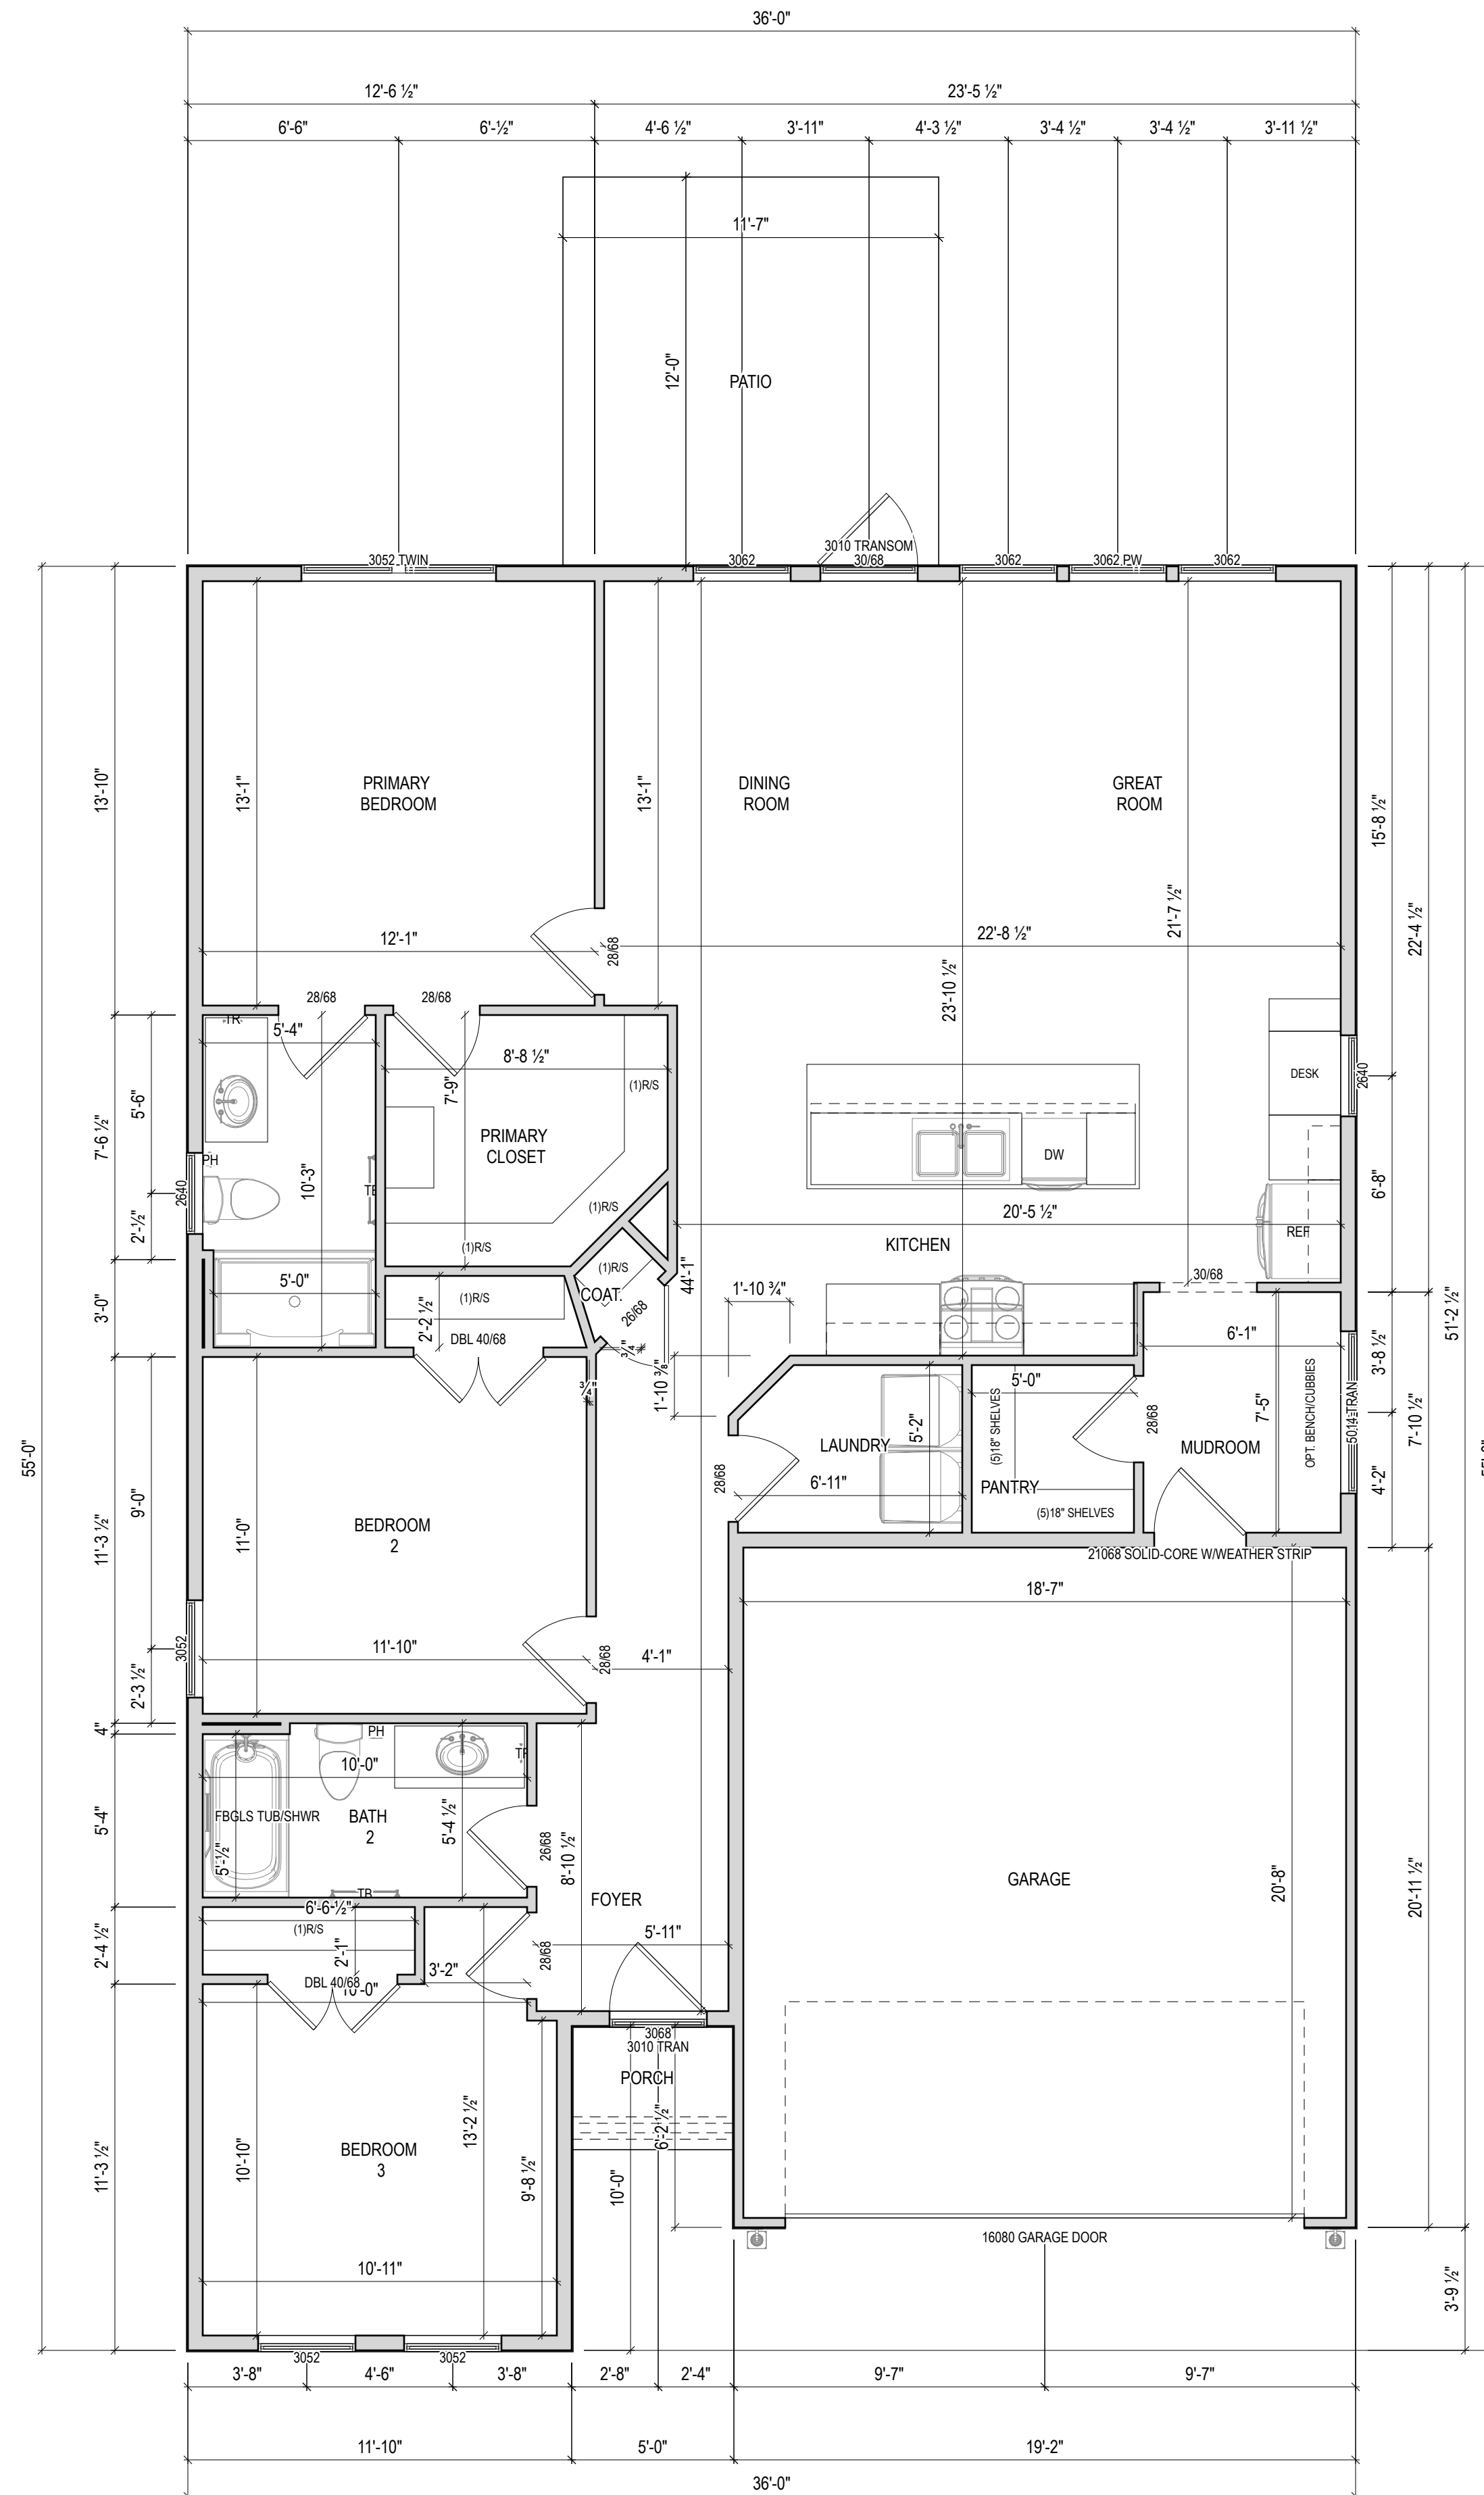 36'-0"
12'-6 ½"
23'-5 ½"
6'-6"
6'-½"
4'-6 ½"
3'-11"
4'-3 ½"
3'-4 ½"
3'-4 ½"
3'-11 ½"
11'-7"
12'-0"
PATIO
3010 TRANSOM
3052 TWIN
3062
30/68
3062
3062 PW
3062
13'-10"
13'-1"
PRIMARY
BEDROOM
13'-1"
DINING
ROOM
GREAT
ROOM
15'-8 ½"
22'-4 ½"
21'-7 ½"
12'-1"
28/68
22'-8 ½"
23'-10 ½"
28/68
28/68
TR
5'-4"
8'-8 ½"
7'-9"
(1)R/S
DESK
2640
5'-6"
7'-6 ½"
PRIMARY
CLOSET
DW
PH
2640
10'-3"
6'-8"
2'-½"
(1)R/S
20'-5 ½"
REF
KITCHEN
(1)R/S
(1)R/S
44'-1"
30/68
5'-0"
COAT.
1'-10 ¾"
3'-0"
(1)R/S
2'-2 ½"
26/68
51'-2 ½"
DBL 40/68
¾"
6'-1"
3'-8 ½"
¾"
1'-10 ⅜"
5'-0"
(5)18" SHELVES
OPT. BENCH/CUBBIES
5014 TRAN
7'-5"
28/68
5'-2"
LAUNDRY
MUDROOM
7'-10 ½"
55'-0"
28/68
6'-11"
PANTRY
4'-2"
(5)18" SHELVES
9'-0"
11'-3 ½"
11'-0"
BEDROOM
2
21068 SOLID-CORE W/WEATHER STRIP
18'-7"
3052
11'-10"
28/68
4'-1"
2'-3 ½"
4"
PH
10'-0"
5'-4"
FBGLS TUB/SHWR
BATH
2
5'-4 ½"
5'-½"
26/68
8'-10 ½"
GARAGE
20'-8"
20'-11 ½"
TB
FOYER
6'-6 ½"
(1)R/S
5'-11"
2'-4 ½"
2'-1"
3'-2"
28/68
DBL 40/68
10'-0"
3068
3010 TRAN
PORCH
6'-2 ½"
13'-2 ½"
BEDROOM
3
10'-10"
9'-8 ½"
10'-0"
11'-3 ½"
16080 GARAGE DOOR
10'-11"
3'-9 ½"
3052
3052
3'-8"
4'-6"
3'-8"
2'-8"
2'-4"
9'-7"
9'-7"
11'-10"
5'-0"
19'-2"
36'-0"